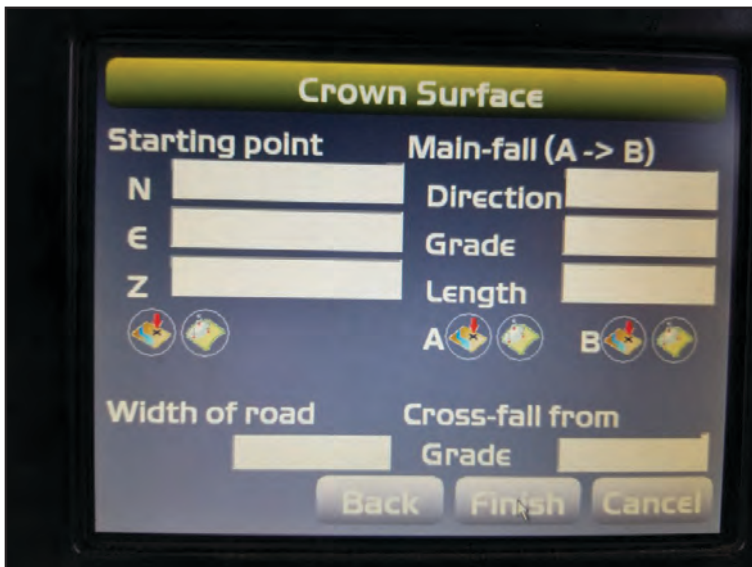 Crown Surface
Starting point
N
E
Z
Main-fall (A -> B)
Direction
Grade
Length
A B
Width of road
Cross-fall from
Grade
Back Finish Cancel